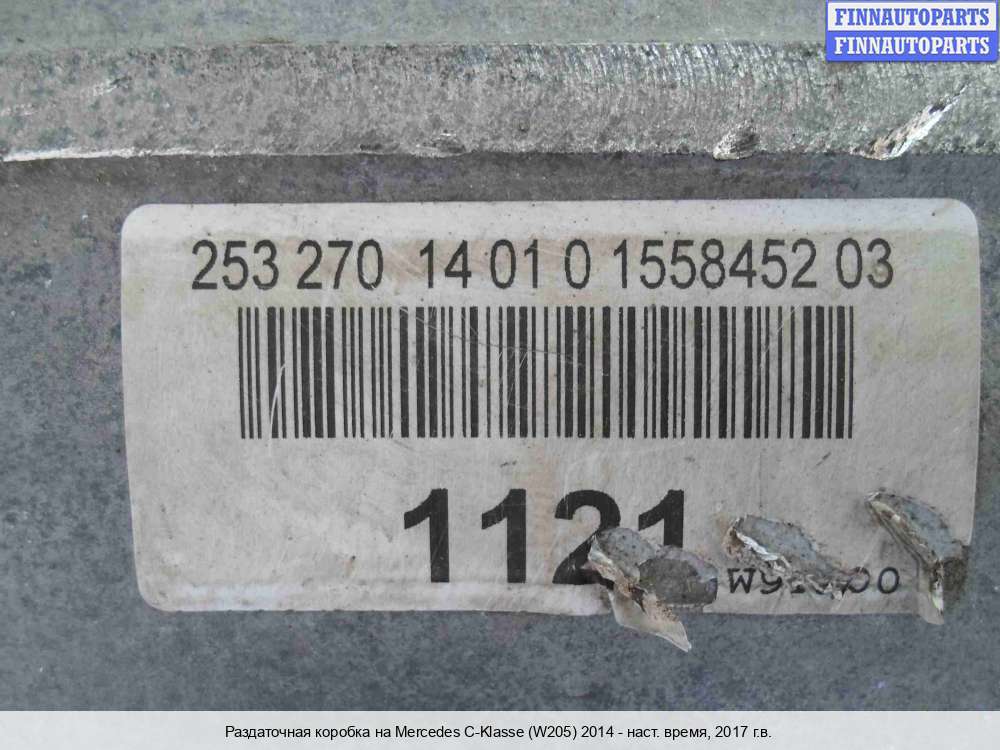 FINNAUTOPARTS
FINNAUTOPARTS
253 270 14 01 0 1558452 03
1121
Раздаточная коробка на Mercedes C-Klasse (W205) 2014 - наст. время, 2017 г.в.